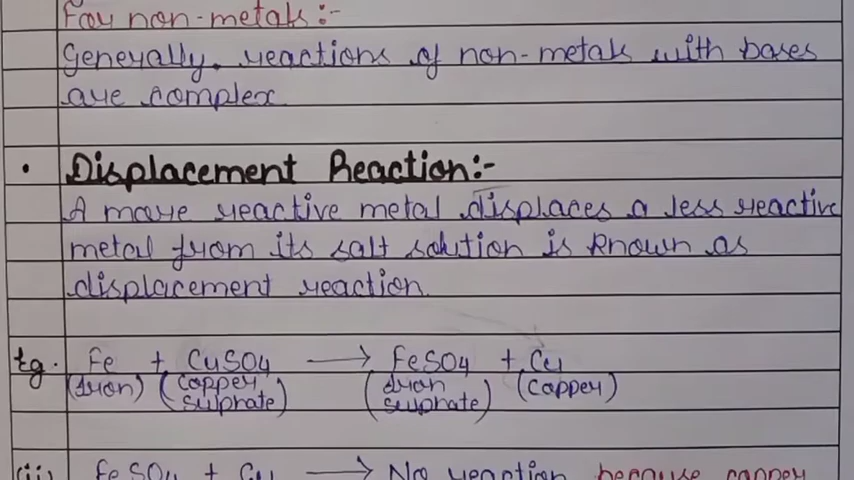 For non-metals:-
Generally. reactions of non-metals with bases
are complex
• Displacement Reaction:-
A more reactive metal displaces a less reactive
metal from its salt solution is known as
displacement reaction.
Eg. Fe + CuSO4 → FeSO4 + Cu
(Iron) (Copper Sulphate) (Iron Sulphate) (Copper)
(ii) FeSO4 + Cu → No reaction because copper